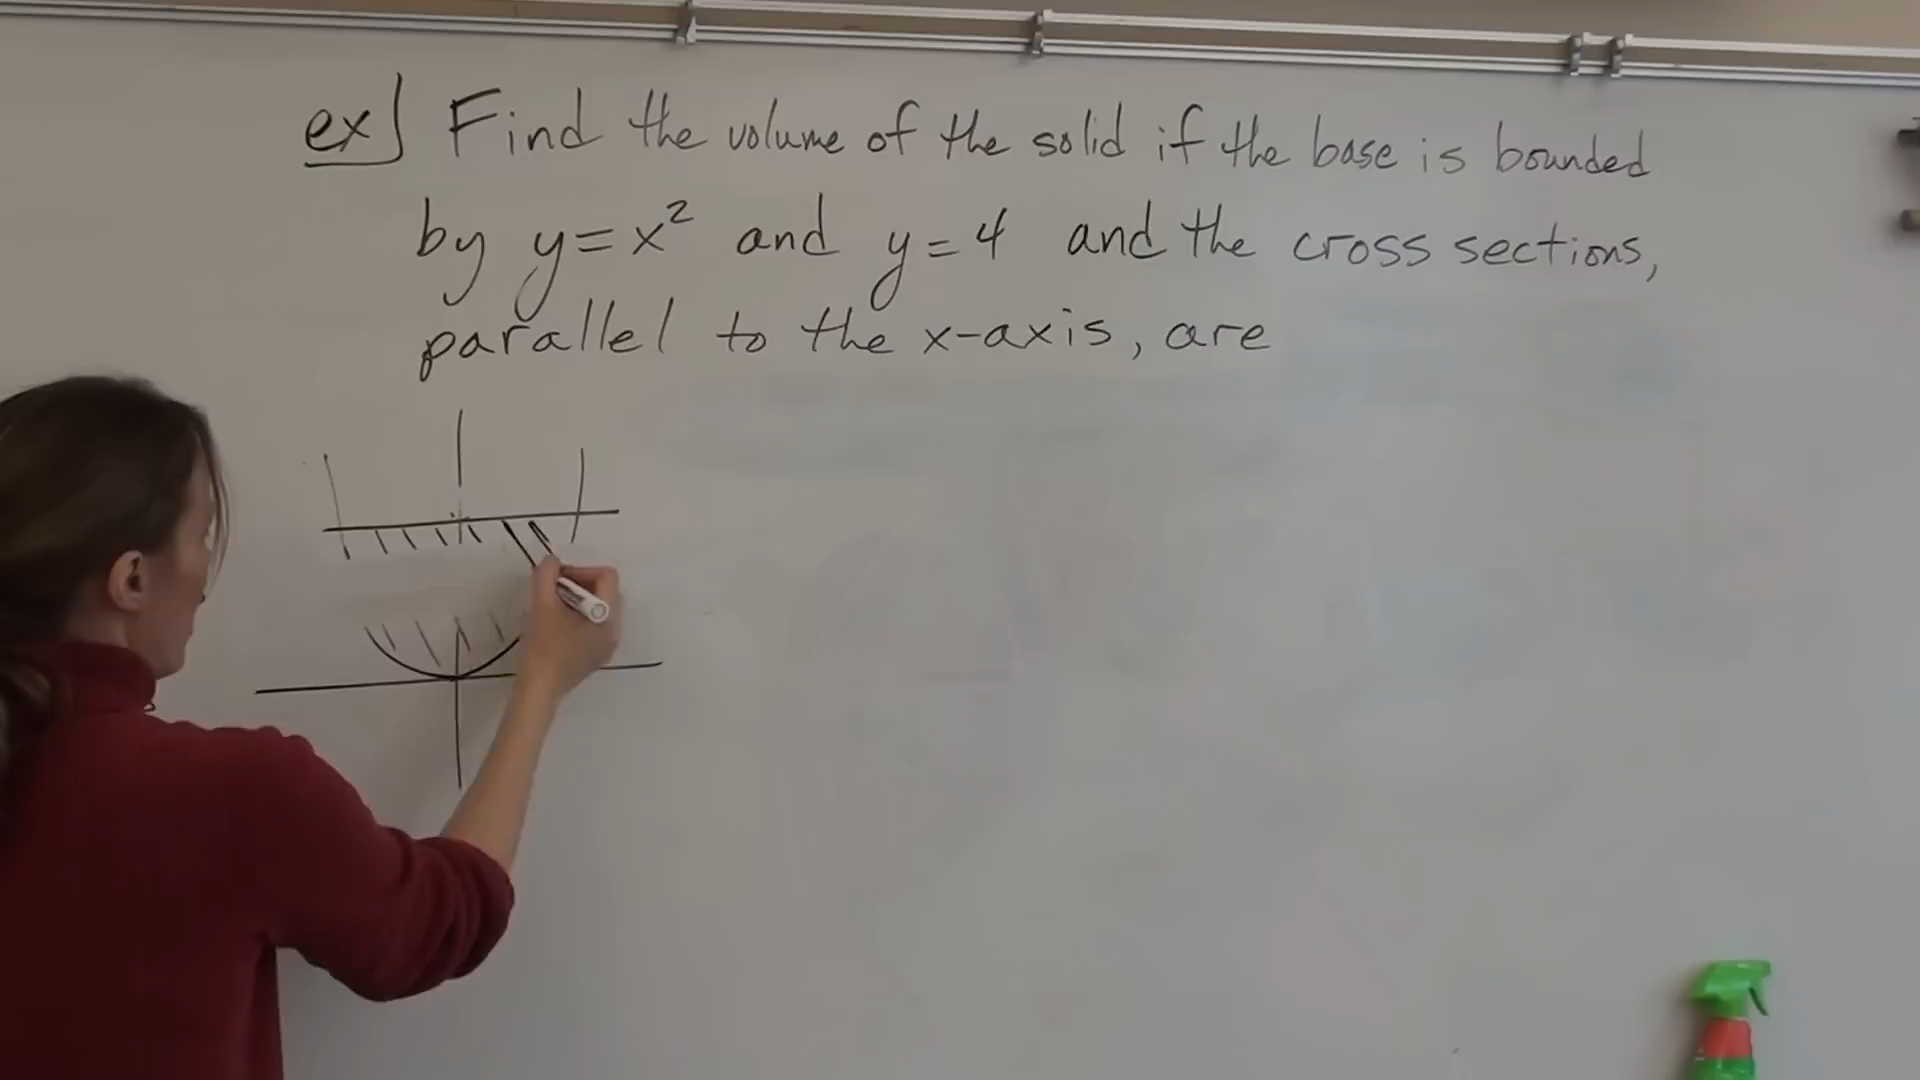 ex] Find the volume of the solid if the base is bounded
by y=x² and y=4 and the cross sections,
parallel to the x-axis, are